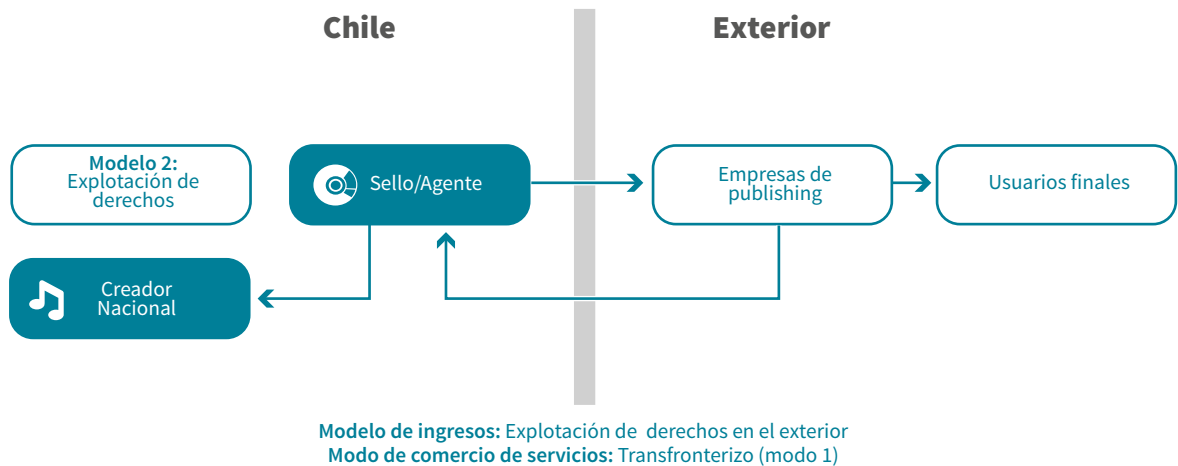 Chile
Exterior
Modelo 2:
Explotación de
derechos
Sello/Agente
Empresas de
publishing
Usuarios finales
Creador
Nacional
Modelo de ingresos: Explotación de derechos en el exterior
Modo de comercio de servicios: Transfronterizo (modo 1)